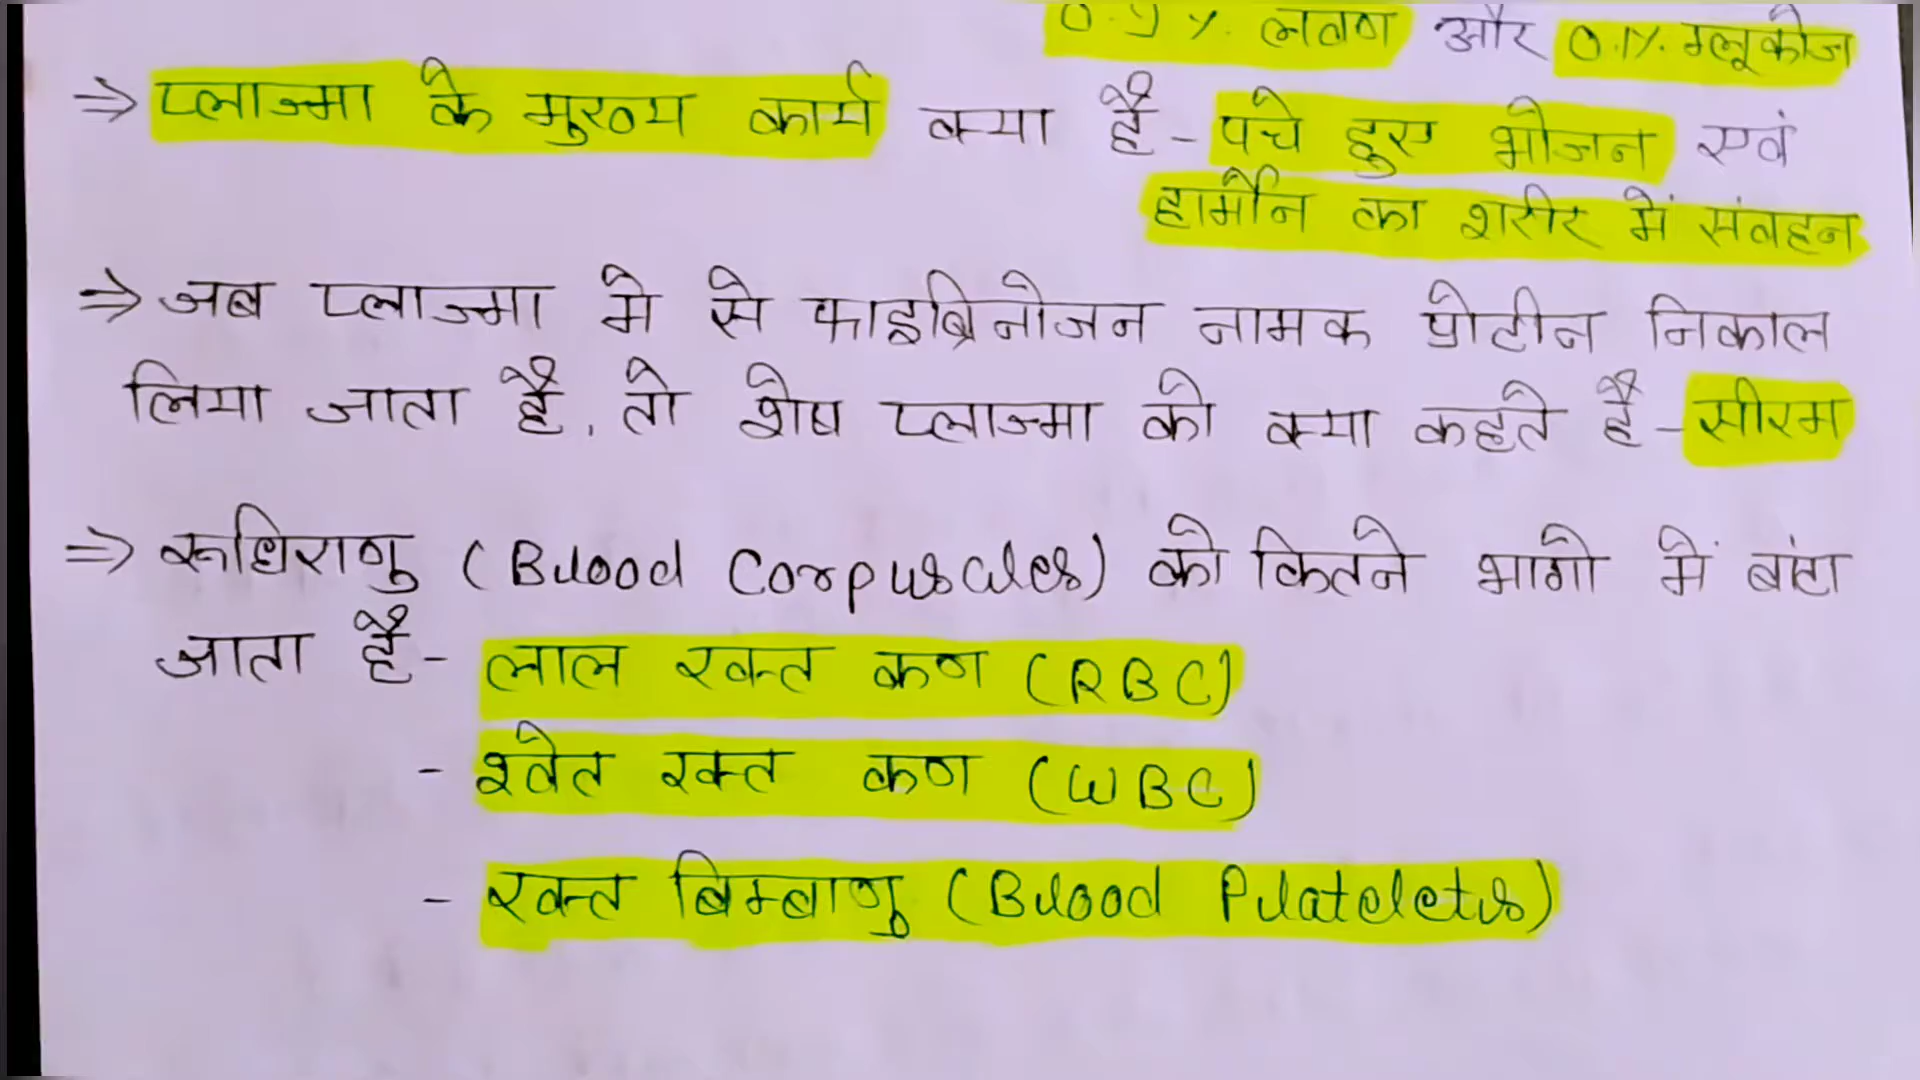 0.9%. लवण और 0.1%. ग्लूकोज
⇒ प्लाज्मा के मुख्य कार्य क्या है - पचे हुए भोजन एवं
हार्मोन का शरीर में संवहन
⇒ जब प्लाज्मा मे से फाइब्रिनोजन नामक प्रोटीन निकाल
लिया जाता है, तो शेष प्लाज्मा को क्या कहते है - सीरम
⇒ रूधिराणु (Blood Corpuscles) को कितने भागो में बांटा
जाता है - लाल रक्त कण (RBC)
- श्वेत रक्त कण (WBC)
- रक्त बिम्बाणु (Blood Plateletus)